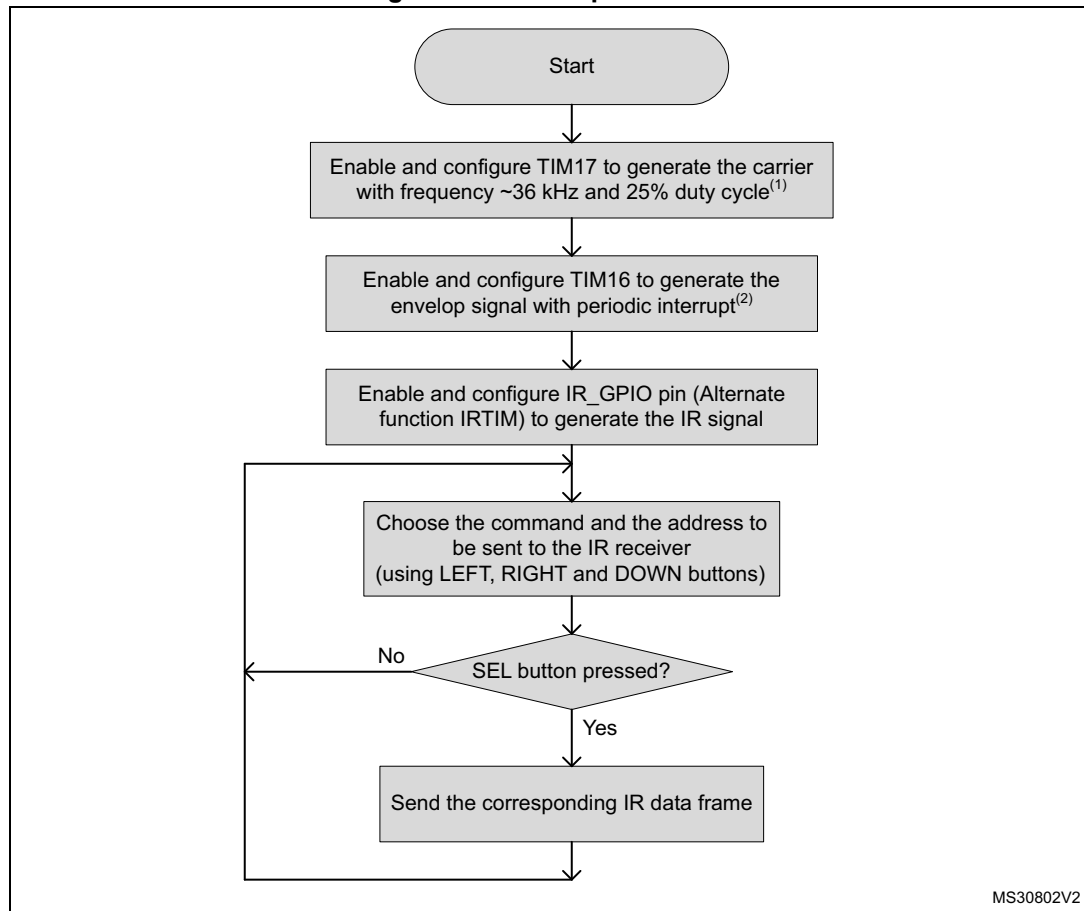 Start
Enable and configure TIM17 to generate the carrier
with frequency ~36 kHz and 25% duty cycle(1)
Enable and configure TIM16 to generate the
envelop signal with periodic interrupt(2)
Enable and configure IR_GPIO pin (Alternate
function IRTIM) to generate the IR signal
Choose the command and the address to
be sent to the IR receiver
(using LEFT, RIGHT and DOWN buttons)
No
SEL button pressed?
Yes
Send the corresponding IR data frame
MS30802V2